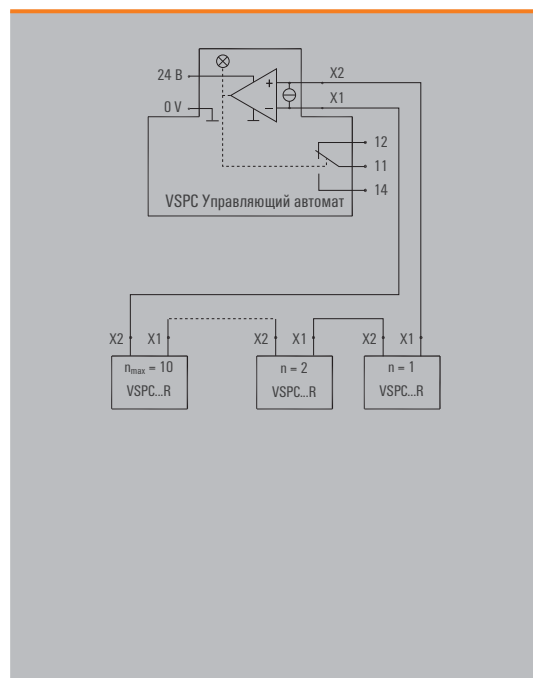 X2
24 В
X1
0 V
12
11
14
VSPC Управляющий автомат
X2 X1 X2 X1 X2 X1
nmax = 10 n = 2 n = 1
VSPC...R VSPC...R VSPC...R